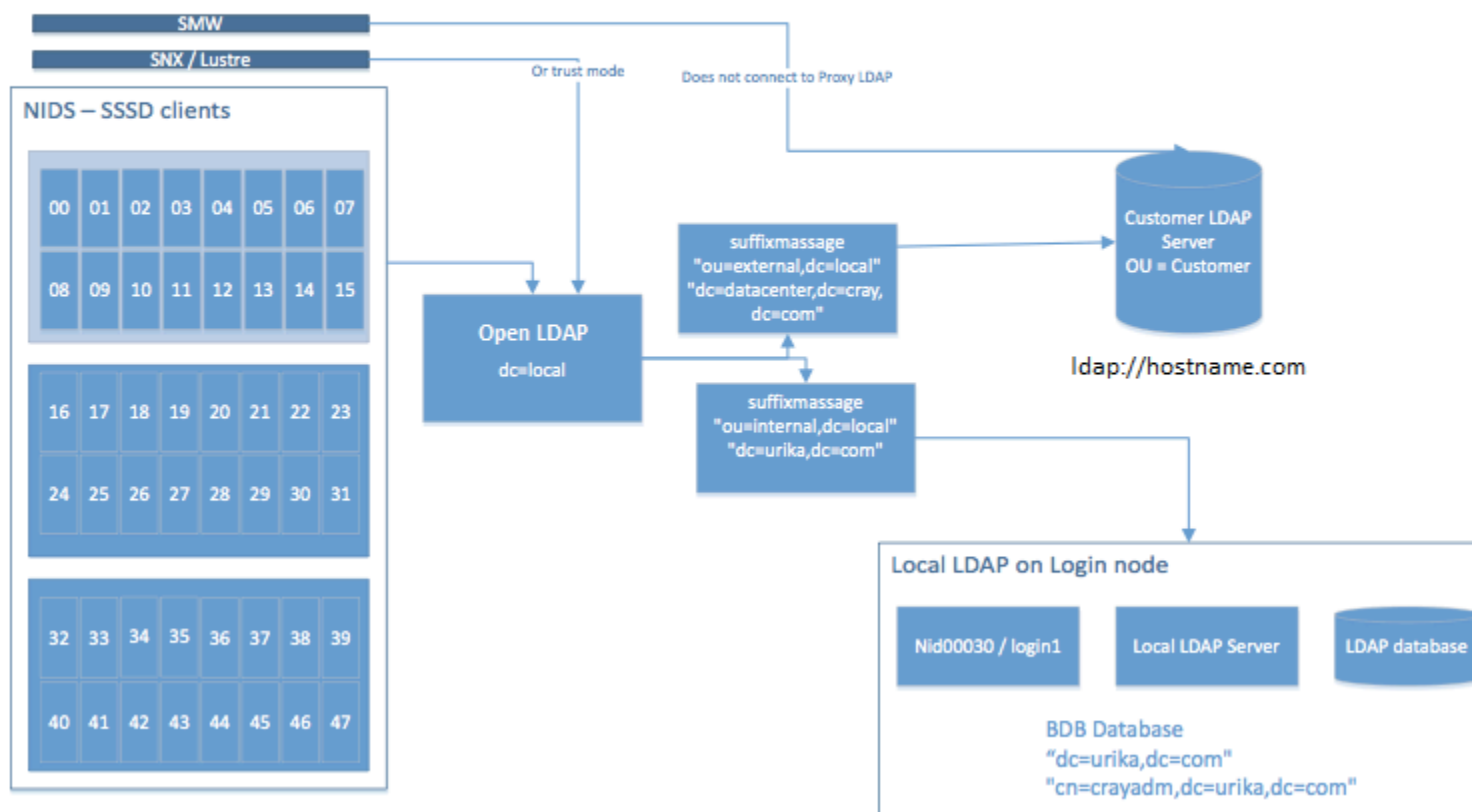 SMW
SNX / Lustre
Or trust mode
Does not connect to Proxy LDAP
NIDS – SSSD clients
00 01 02 03 04 05 06 07
08 09 10 11 12 13 14 15
16 17 18 19 20 21 22 23
24 25 26 27 28 29 30 31
32 33 34 35 36 37 38 39
40 41 42 43 44 45 46 47
Open LDAP
dc=local
suffixmassage
"ou=external,dc=local"
"dc=datacenter,dc=cray,
dc=com"
suffixmassage
"ou=internal,dc=local"
"dc=urika,dc=com"
Customer LDAP
Server
OU = Customer
ldap://hostname.com
Local LDAP on Login node
Nid00030 / login1
Local LDAP Server
LDAP database
BDB Database
“dc=urika,dc=com"
"cn=crayadm,dc=urika,dc=com"